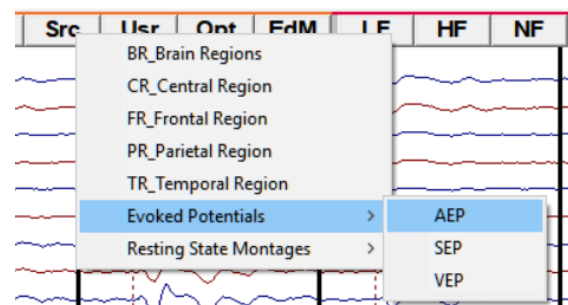 Src Usr Opt EdM LF HF NF
BR_Brain Regions
CR_Central Region
FR_Frontal Region
PR_Parietal Region
TR_Temporal Region
Evoked Potentials >
AEP
Resting State Montages >
SEP
VEP